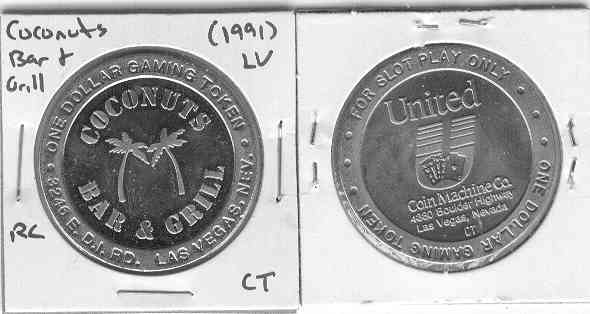 Coconuts
Bar &
Grill
(1991)
LV
RC
CT
ONE DOLLAR GAMING TOKEN
COCONUTS
BAR & GRILL
LAS VEGAS, NEV.
E. D.I. RD.
FOR SLOT PLAY ONLY
United
Coin Machine Co.
4380 Boulder Highway
Las Vegas, Nevada
CT
ONE DOLLAR GAMING TOKEN